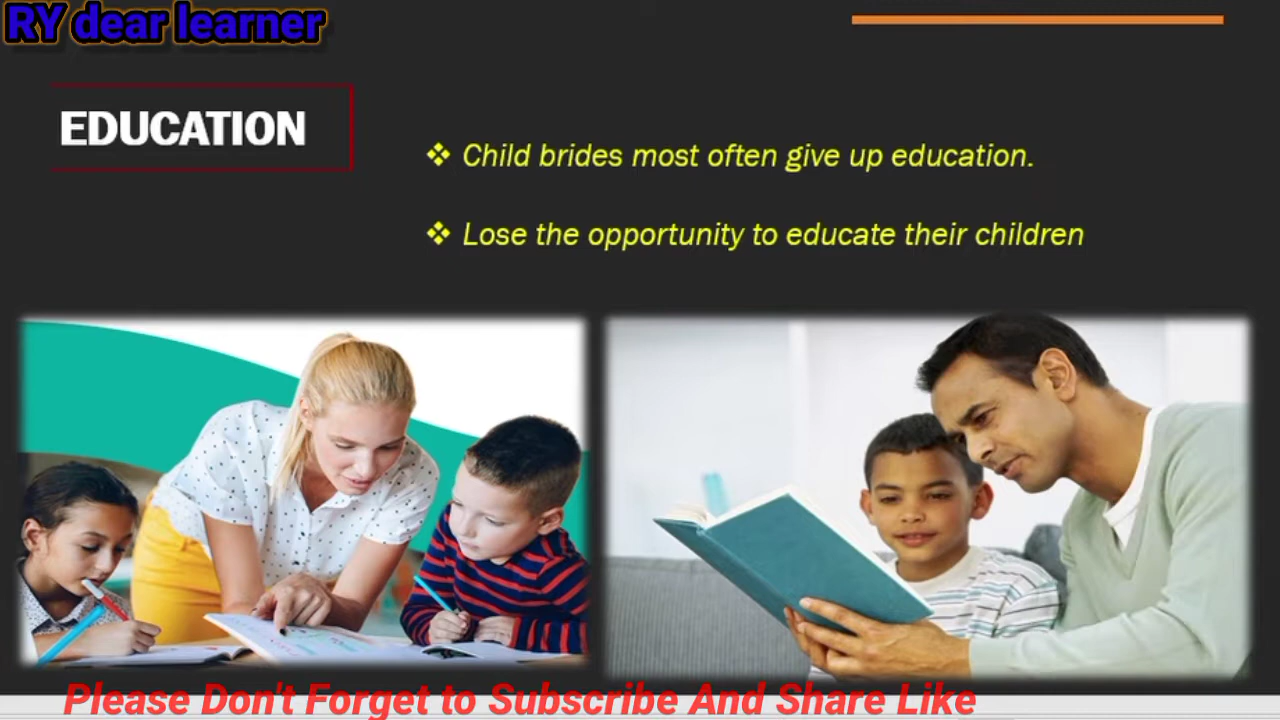 RY dear learner
EDUCATION
❖ Child brides most often give up education.
❖ Lose the opportunity to educate their children
Please Don't Forget to Subscribe And Share Like